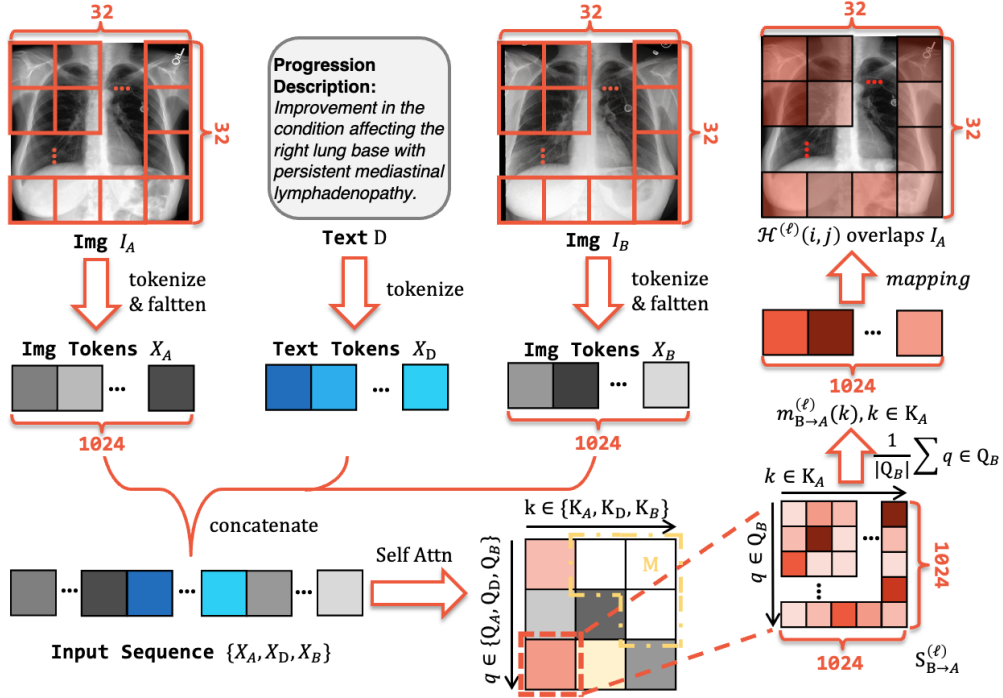 32
32
Img I_A
tokenize
& faltten
Img Tokens X_A
1024
Progression
Description:
Improvement in the
condition affecting the
right lung base with
persistent mediastinal
lymphadenopathy.
Text D
tokenize
Text Tokens X_D
32
32
Img I_B
tokenize
& faltten
Img Tokens X_B
1024
concatenate
Input Sequence {X_A, X_D, X_B}
Self Attn
k ∈ {K_A, K_D, K_B}
q ∈ {Q_A, Q_D, Q_B}
M
k ∈ K_A
q ∈ Q_B
1024
1024
S_{B→A}^{(ℓ)}
1/|Q_B| ∑ q ∈ Q_B
m_{B→A}^{(ℓ)}(k), k ∈ K_A
1024
mapping
ℋ^{(ℓ)}(i, j) overlaps I_A
32
32